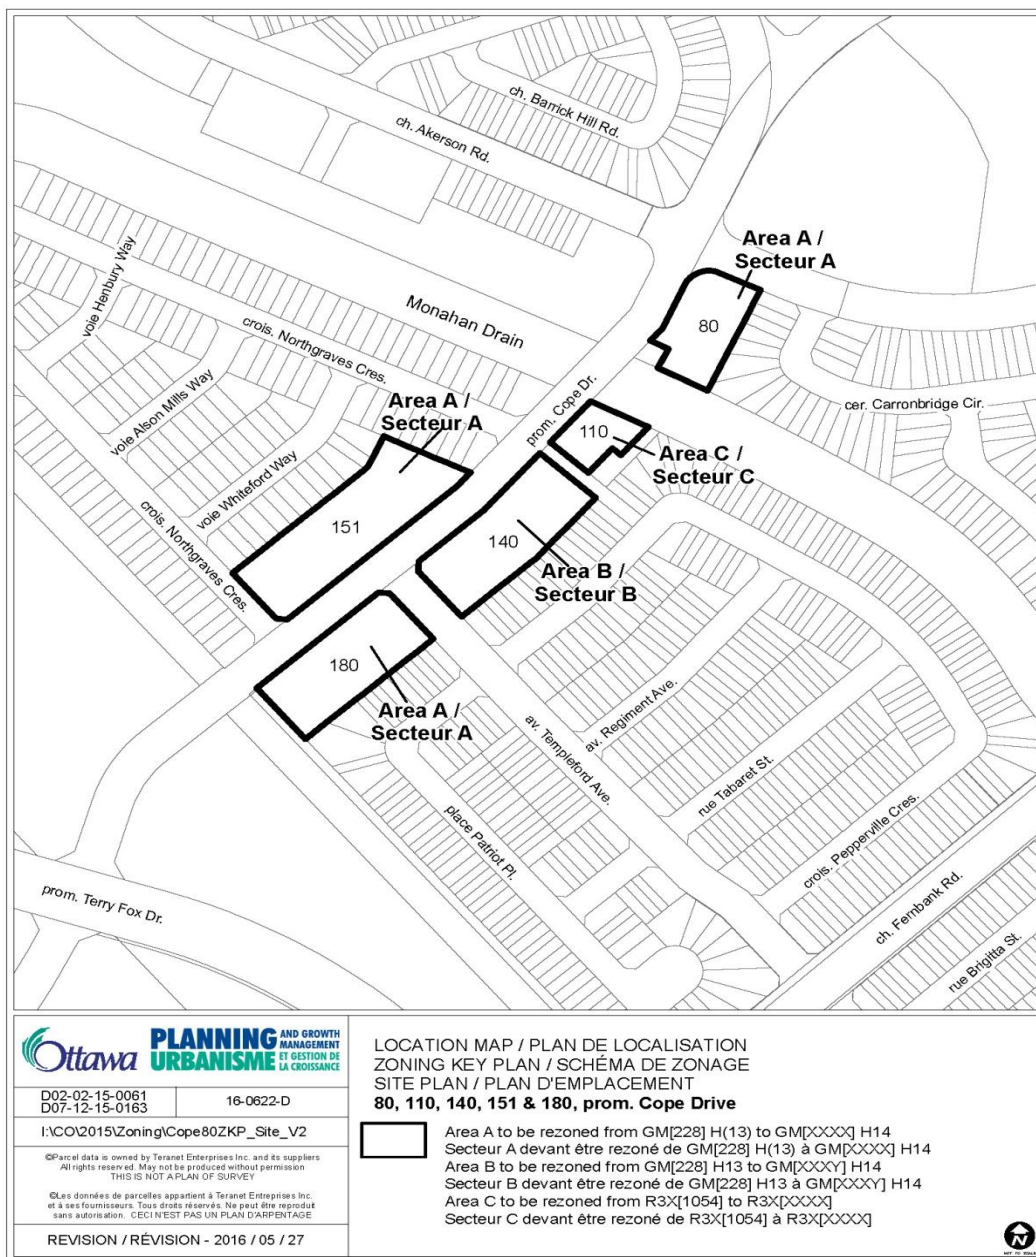 ch. Barrick Hill Rd.
ch. Akerson Rd.
Area A /
Secteur A
voie Henbury Way
Monahan Drain
80
crois. Northgraves Cres.
prom. Cope Dr.
cer. Carronbridge Cir.
voie Alson Mills Way
Area A /
Secteur A
110
Area C /
Secteur C
voie Whiteford Way
151
140
crois. Northgraves Cres.
Area B /
Secteur B
180
Area A /
Secteur A
av. Regiment Ave.
av. Templeford Ave.
rue Tabaret St.
place Patriot Pl.
crois. Pepperville Cres.
prom. Terry Fox Dr.
ch. Fernbank Rd.
rue Brigitta St.
Ottawa
PLANNING AND GROWTH MANAGEMENT
URBANISME ET GESTION DE LA CROISSANCE
D02-02-15-0061
D07-12-15-0163
16-0622-D
I:\CO\2015\Zoning\Cope80ZKP_Site_V2
©Parcel data is owned by Teranet Enterprises Inc. and its suppliers
All rights reserved. May not be produced without permission
THIS IS NOT A PLAN OF SURVEY
©Les données de parcelles appartient à Teranet Entreprises Inc.
et à ses fournisseurs. Tous droits réservés. Ne peut être reproduit
sans autorisation. CECI N'EST PAS UN PLAN D'ARPENTAGE
REVISION / RÉVISION - 2016 / 05 / 27
LOCATION MAP / PLAN DE LOCALISATION
ZONING KEY PLAN / SCHÉMA DE ZONAGE
SITE PLAN / PLAN D'EMPLACEMENT
80, 110, 140, 151 & 180, prom. Cope Drive
Area A to be rezoned from GM[228] H(13) to GM[XXXX] H14
Secteur A devant être rezoné de GM[228] H(13) à GM[XXXX] H14
Area B to be rezoned from GM[228] H13 to GM[XXXY] H14
Secteur B devant être rezoné de GM[228] H13 à GM[XXXY] H14
Area C to be rezoned from R3X[1054] to R3X[XXXX]
Secteur C devant être rezoné de R3X[1054] à R3X[XXXX]
N
NOT TO SCALE